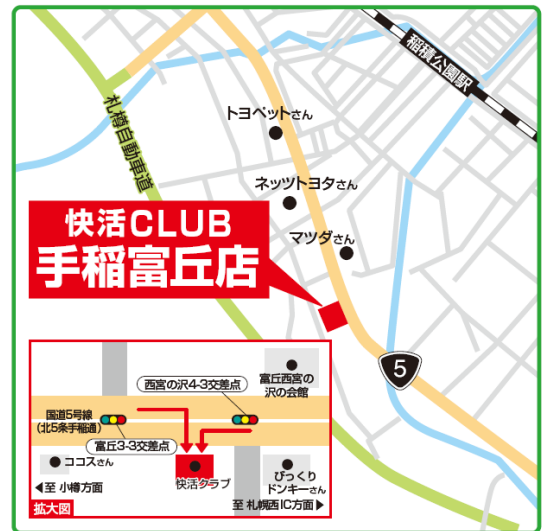 稲積公園駅
トヨペットさん
札樽自動車道
ネッツトヨタさん
快活CLUB
手稲富丘店
マツダさん
5
西宮の沢4-3交差点
富丘西宮の
沢の会館
国道5号線
(北5条手稲通)
富丘3-3交差点
ココスさん
快活クラブ
びっくり
ドンキーさん
◀至 小樽方面
至 札幌西IC方面▶
拡大図